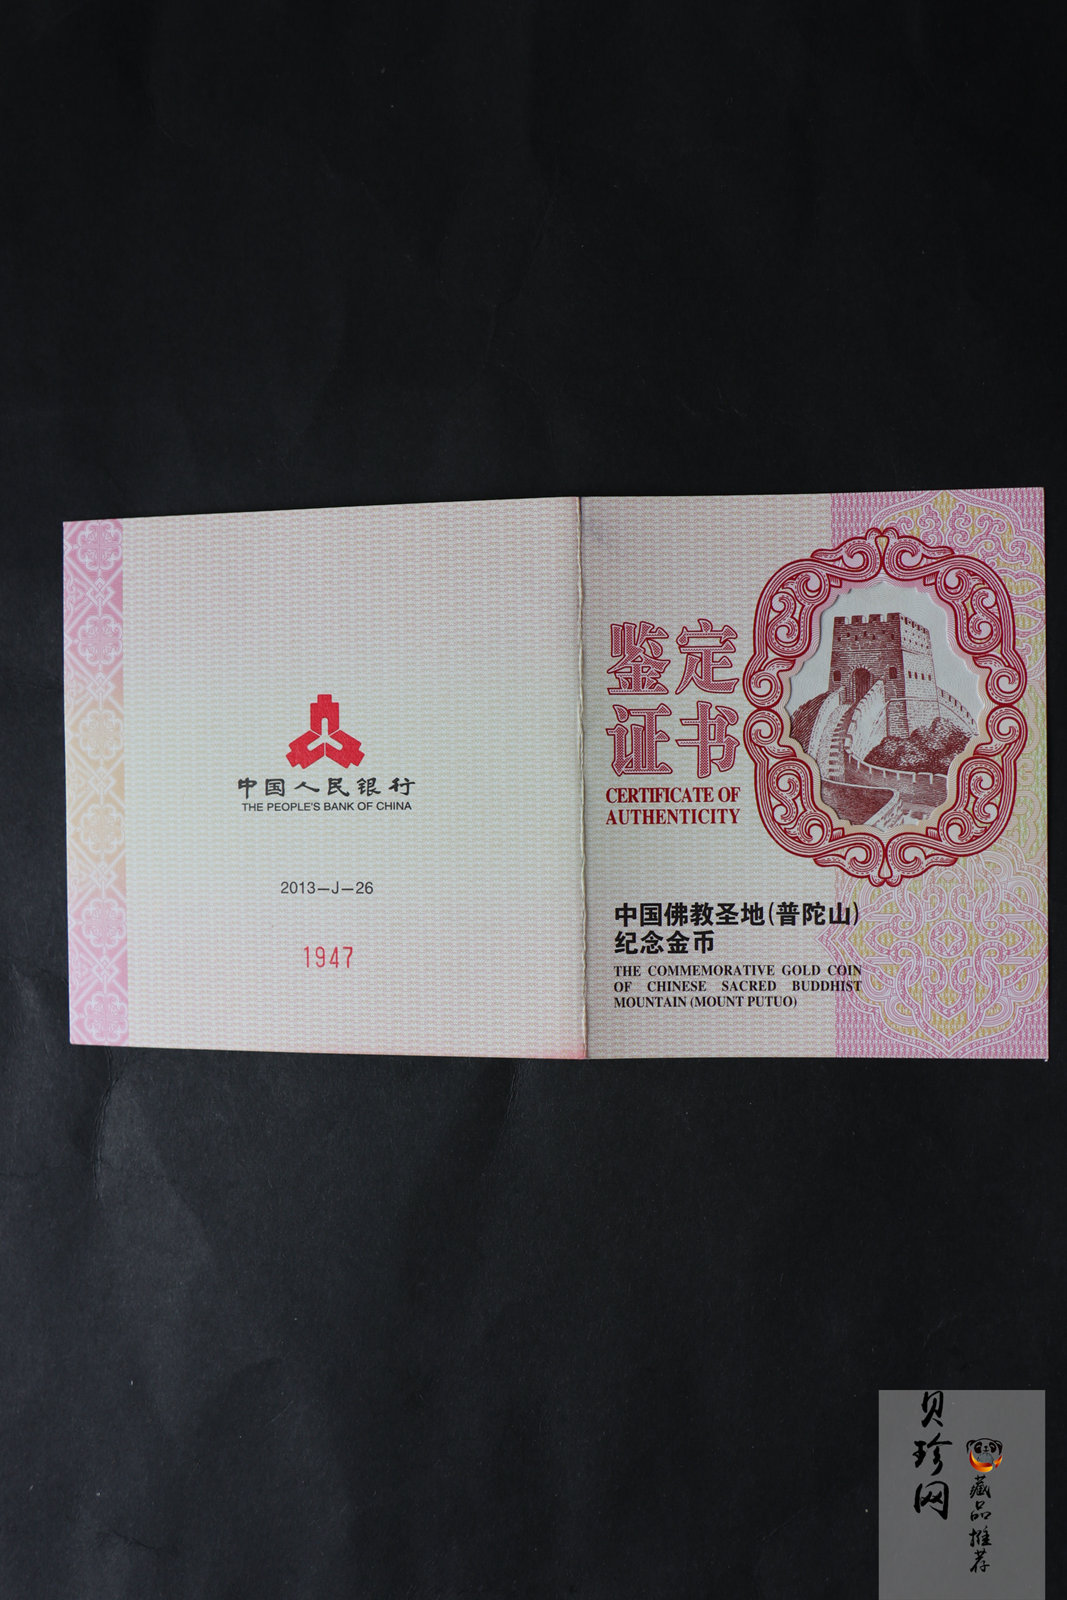 中国人民银行
THE PEOPLE'S BANK OF CHINA
2013—J—26
1947
鉴定
证书
CERTIFICATE OF
AUTHENTICITY
中国佛教圣地(普陀山)
纪念金币
THE COMMEMORATIVE GOLD COIN
OF CHINESE SACRED BUDDHIST
MOUNTAIN (MOUNT PUTUO)
贝珍网
藏品推荐